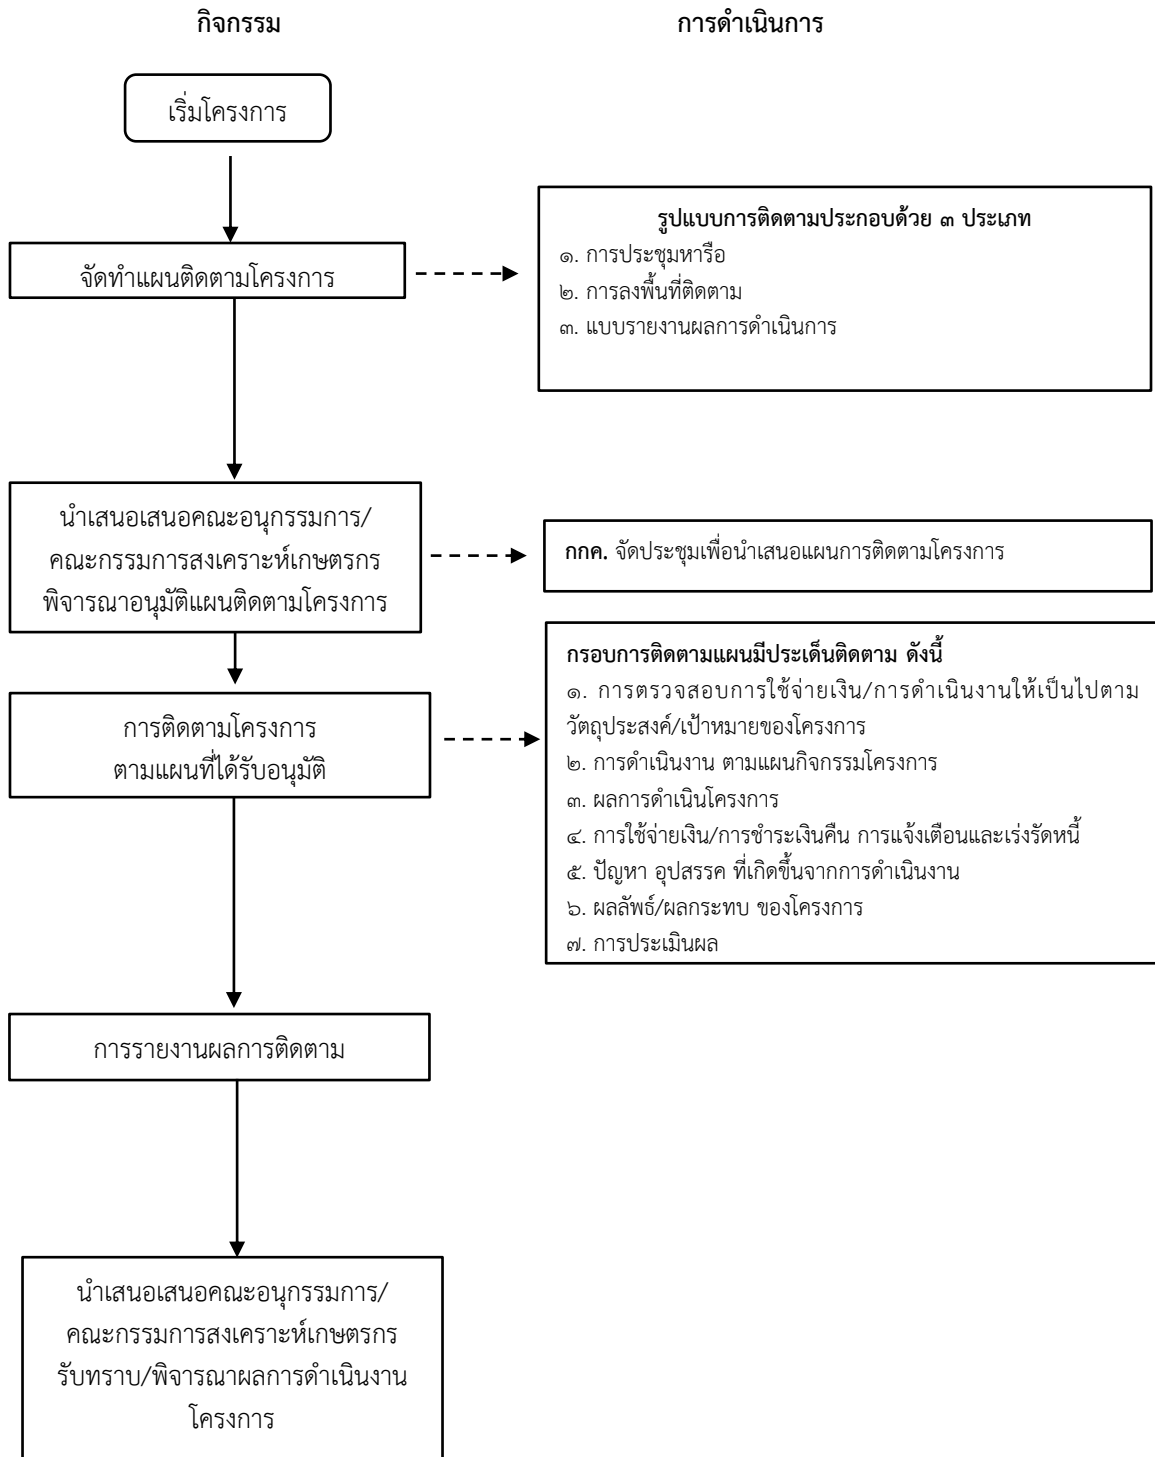 กิจกรรม
การดำเนินการ
เริ่มโครงการ
จัดทำแผนติดตามโครงการ
รูปแบบการติดตามประกอบด้วย ๓ ประเภท
๑. การประชุมหารือ
๒. การลงพื้นที่ติดตาม
๓. แบบรายงานผลการดำเนินการ
นำเสนอเสนอคณะอนุกรรมการ/
คณะกรรมการสงเคราะห์เกษตรกร
พิจารณาอนุมัติแผนติดตามโครงการ
กกค. จัดประชุมเพื่อนำเสนอแผนการติดตามโครงการ
การติดตามโครงการ
ตามแผนที่ได้รับอนุมัติ
กรอบการติดตามแผนมีประเด็นติดตาม ดังนี้
๑. การตรวจสอบการใช้จ่ายเงิน/การดำเนินงานให้เป็นไปตาม
วัตถุประสงค์/เป้าหมายของโครงการ
๒. การดำเนินงาน ตามแผนกิจกรรมโครงการ
๓. ผลการดำเนินโครงการ
๔. การใช้จ่ายเงิน/การชำระเงินคืน การแจ้งเตือนและเร่งรัดหนี้
๕. ปัญหา อุปสรรค ที่เกิดขึ้นจากการดำเนินงาน
๖. ผลลัพธ์/ผลกระทบ ของโครงการ
๗. การประเมินผล
การรายงานผลการติดตาม
นำเสนอเสนอคณะอนุกรรมการ/
คณะกรรมการสงเคราะห์เกษตรกร
รับทราบ/พิจารณาผลการดำเนินงาน
โครงการ